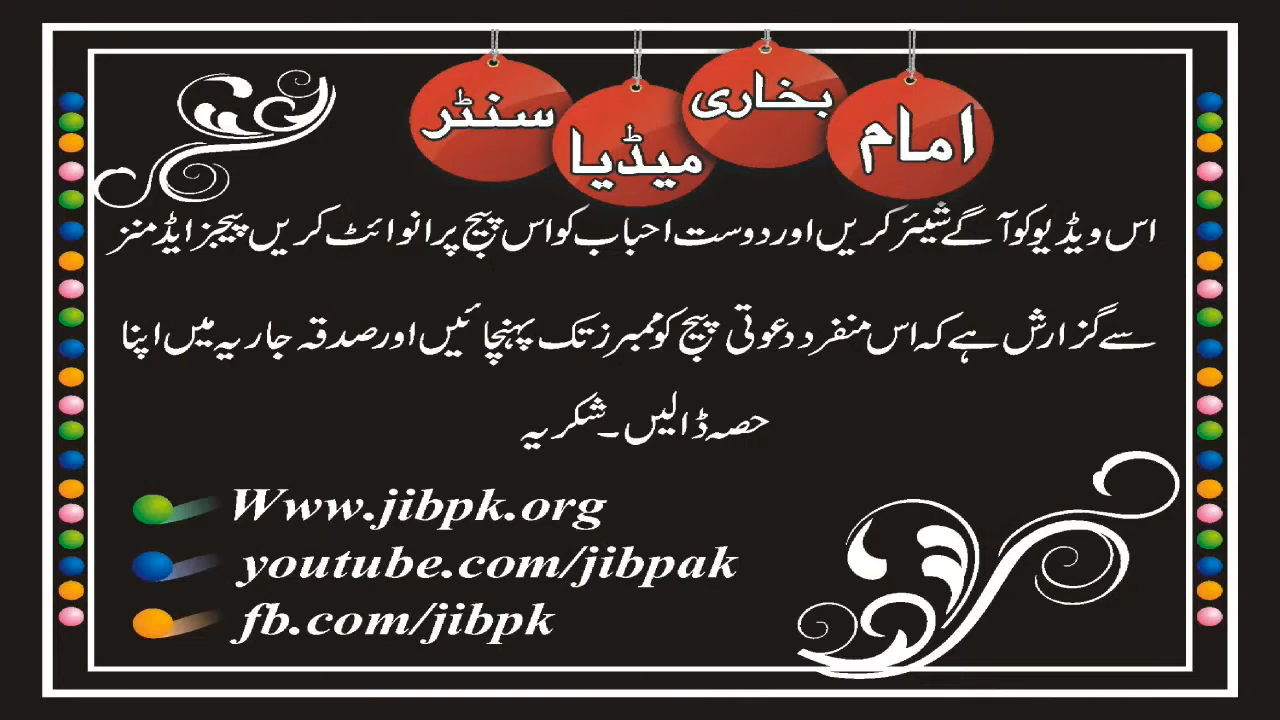 امام بخاری میڈیا سنٹر
اس ویڈیو کو آگے شیئر کریں اور دوست احباب کو اس پیج پر انوائٹ کریں پیجز ایڈمنز
سے گزارش ہے کہ اس منفرد دعوتی پیج کو ممبرز تک پہنچائیں اور صدقہ جاریہ میں اپنا
حصہ ڈالیں۔ شکریہ
Www.jibpk.org
youtube.com/jibpak
fb.com/jibpk